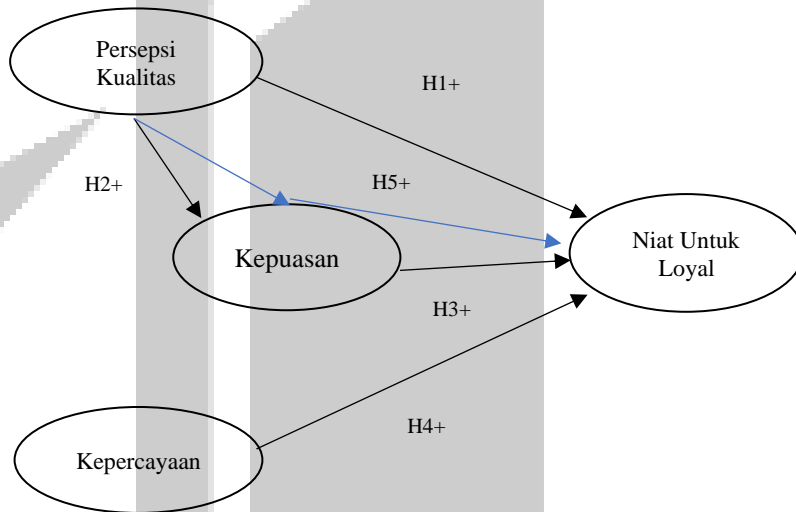 Persepsi
Kualitas
H1+
H2+
H5+
Kepuasan
Niat Untuk
Loyal
H3+
H4+
Kepercayaan